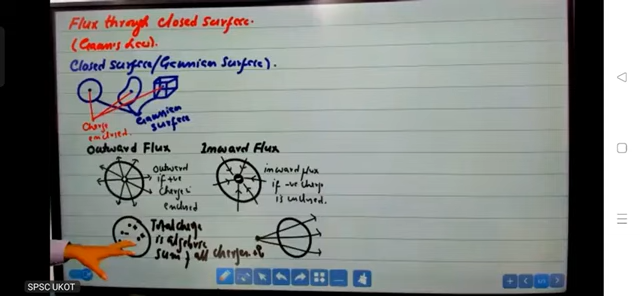 Flux through closed Surface.
(Gauss's Law).
Closed surface/Gaussian Surface).
Charge
enclosed.
Gaussian
surface
Outward Flux
Inward Flux
outward
if +ve
charge
enclosed
inward flux
if -ve charge
is enclosed.
Total charge
is algebraic
sum of all charges
SPSC UKOT